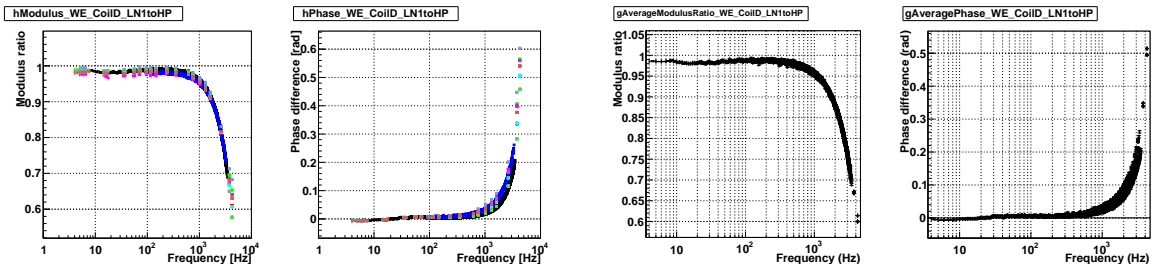 hModulus_WE_CoilD_LN1toHP
Modulus ratio
1
0.9
0.8
0.7
0.6
1 10 10² 10³ 10⁴
Frequency [Hz]
hPhase_WE_CoilD_LN1toHP
Phase difference [rad]
0.6
0.5
0.4
0.3
0.2
0.1
0
1 10 10² 10³ 10⁴
Frequency [Hz]
gAverageModulusRatio_WE_CoilD_LN1toHP
Modulus ratio
1.05
1
0.95
0.9
0.85
0.8
0.75
0.7
0.65
0.6
10 10² 10³
Frequency (Hz)
gAveragePhase_WE_CoilD_LN1toHP
Phase difference (rad)
0.5
0.4
0.3
0.2
0.1
0
10 10² 10³
Frequency (Hz)